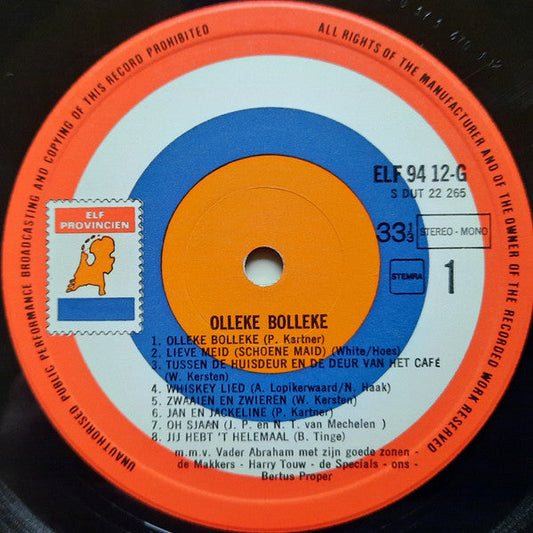 UNAUTHORISED PUBLIC PERFORMANCE BROADCASTING AND COPYING OF THIS RECORD PROHIBITED
ALL RIGHTS OF THE MANUFACTURER AND OF THE OWNER OF THE RECORDED WORK RESERVED
ELF
PROVINCIEN
ELF 94 12-G
S DUT 22 265
33⅓
STEREO - MONO
STEMRA
1
OLLEKE BOLLEKE
1. OLLEKE BOLLEKE (P. Kartner)
2. LIEVE MEID (SCHOENE MAID) (White/Hoes)
3. TUSSEN DE HUISDEUR EN DE DEUR VAN HET CAFÉ
(W. Kersten)
4. WHISKEY LIED (A. Lopikerwaard/N. Haak)
5. ZWAAIEN EN ZWIEREN (W. Kersten)
6. JAN EN JACKELINE (P. Kartner)
7. OH SJAAN (J. P. en N. T. van Mechelen)
8. JIJ HEBT 'T HELEMAAL (B. Tinge)
m.m.v. Vader Abraham met zijn goede zonen -
de Makkers - Harry Touw - de Specials - ons -
Bertus Proper